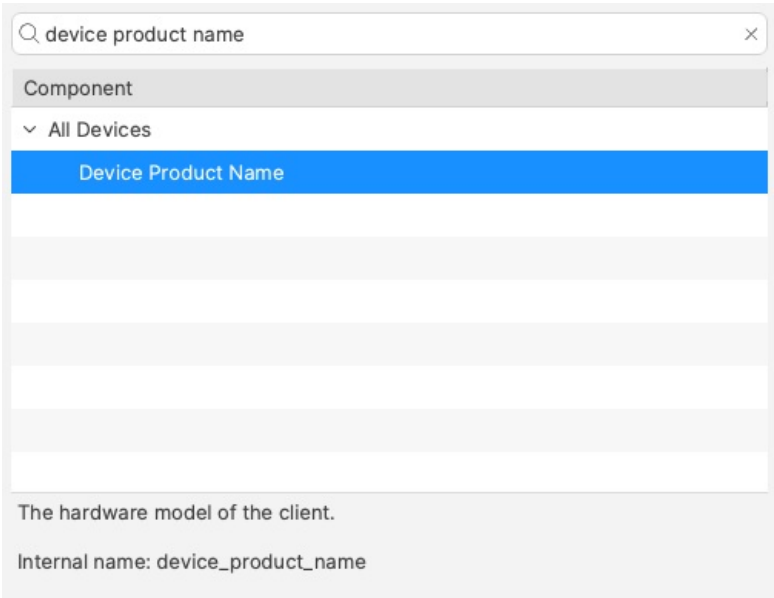 device product name
Component
All Devices
Device Product Name
The hardware model of the client.
Internal name: device_product_name